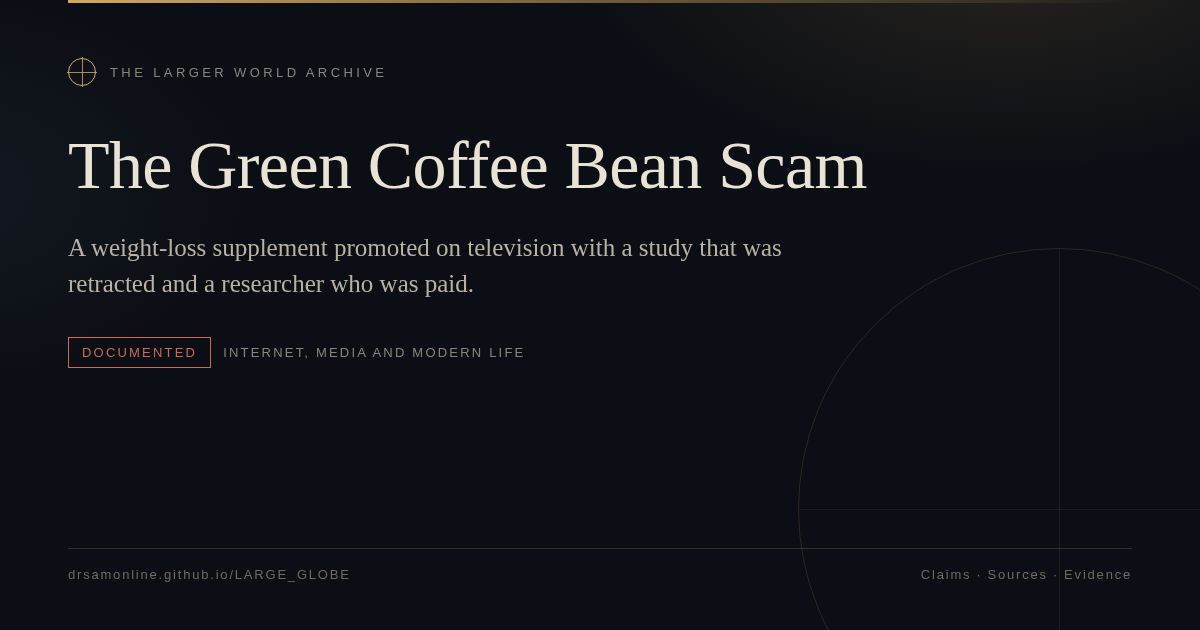 THE LARGER WORLD ARCHIVE
The Green Coffee Bean Scam
A weight-loss supplement promoted on television with a study that was
retracted and a researcher who was paid.
DOCUMENTED INTERNET, MEDIA AND MODERN LIFE
drsamonline.github.io/LARGE_GLOBE Claims · Sources · Evidence